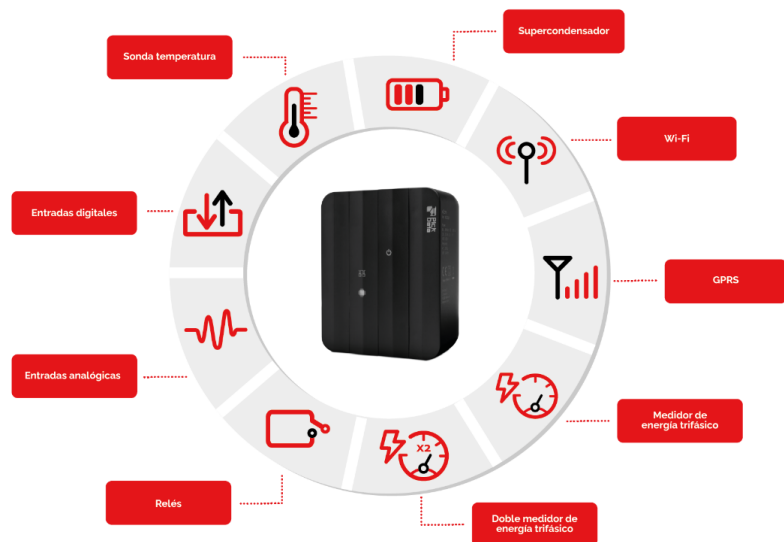 Supercondensador
Sonda temperatura
Wi-Fi
Entradas digitales
GPRS
Entradas analógicas
Medidor de
energía trifásico
X2
Relés
Doble medidor de
energía trifásico